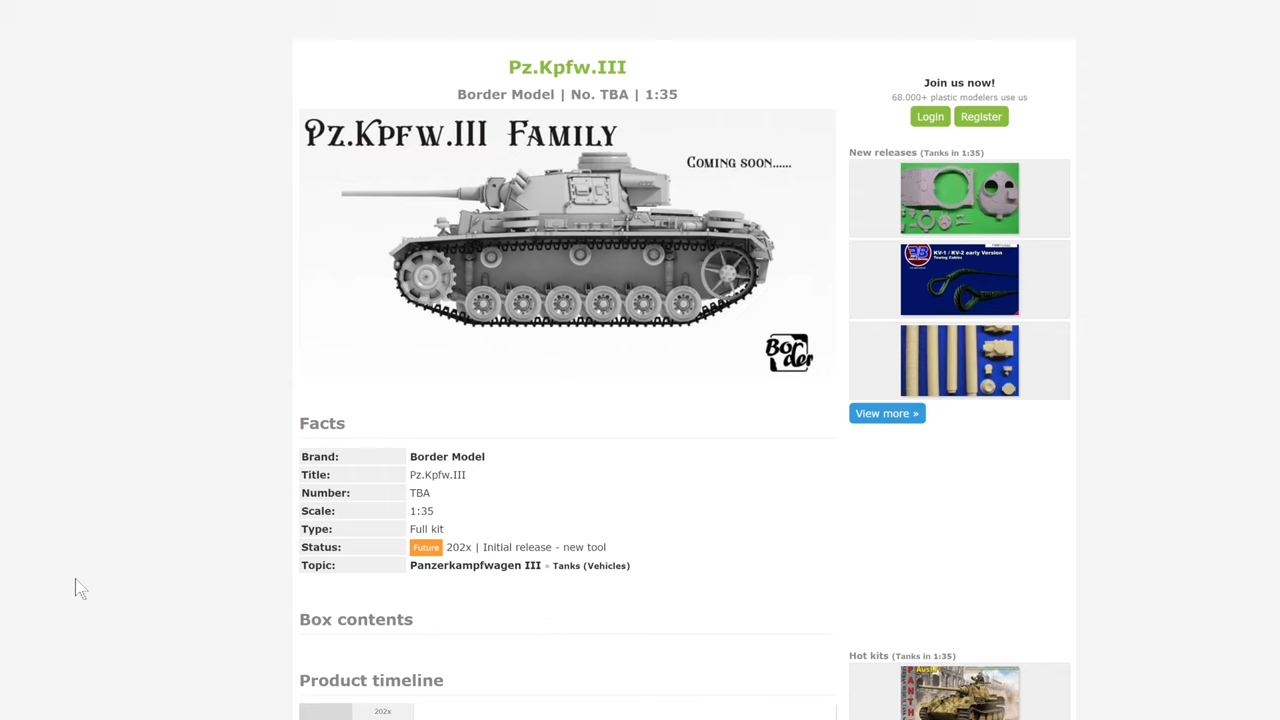 Pz.Kpfw.III
Border Model | No. TBA | 1:35
Pz.Kpfw.III Family
Coming soon......
Border
Facts
Brand: Border Model
Title: Pz.Kpfw.III
Number: TBA
Scale: 1:35
Type: Full kit
Status: Future 202x | Initial release - new tool
Topic: Panzerkampfwagen III » Tanks (Vehicles)
Box contents
Product timeline
202x
Join us now!
68.000+ plastic modelers use us
Login Register
New releases (Tanks in 1:35)
KV-1 / KV-2 early Version
Towing Cables
View more »
Hot kits (Tanks in 1:35)
PANTH